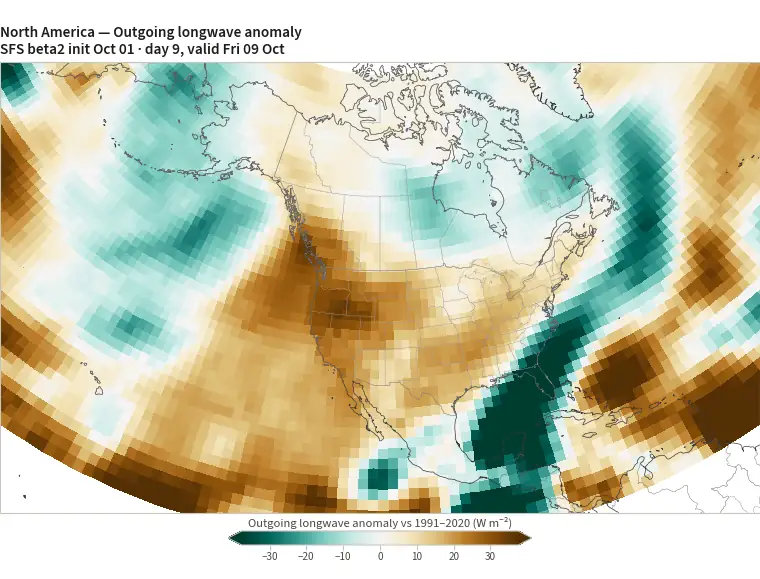 North America — Outgoing longwave anomaly
SFS beta2 init Oct 01 · day 9, valid Fri 09 Oct
Outgoing longwave anomaly vs 1991–2020 (W m⁻²)
−30 −20 −10 0 10 20 30